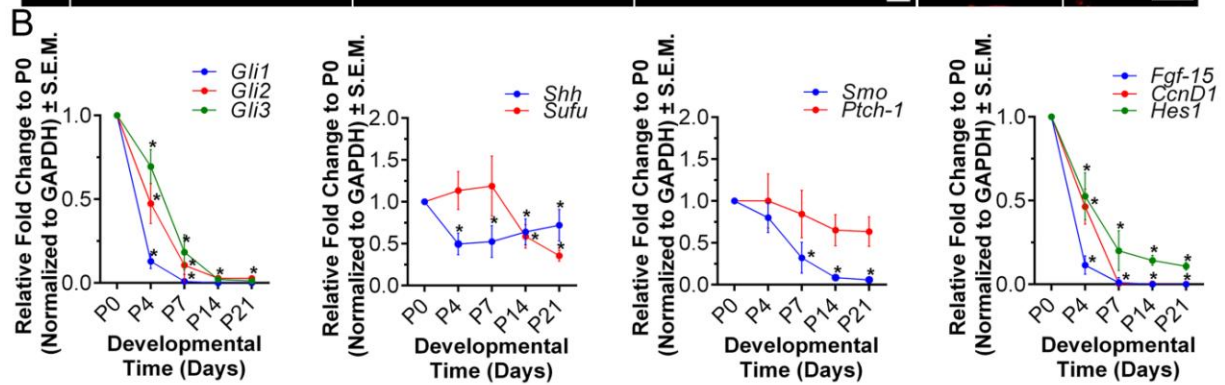 B
Relative Fold Change to P0
(Normalized to GAPDH) ± S.E.M.
Gli1
Gli2
Gli3
1.0
0.5
0.0
*
*
*
*
*
*
*
*
P0
P4
P7
P14
P21
Developmental
Time (Days)
Relative Fold Change to P0
(Normalized to GAPDH) ± S.E.M.
Shh
Sufu
2.0
1.5
1.0
0.5
0.0
*
*
*
*
*
*
P0
P4
P7
P14
P21
Developmental
Time (Days)
Relative Fold Change to P0
(Normalized to GAPDH) ± S.E.M.
Smo
Ptch-1
2.0
1.5
1.0
0.5
0.0
*
*
*
P0
P4
P7
P14
P21
Developmental
Time (Days)
Relative Fold Change to P0
(Normalized to GAPDH) ± S.E.M.
Fgf-15
CcnD1
Hes1
1.0
0.5
0.0
*
*
*
*
*
*
*
*
*
P0
P4
P7
P14
P21
Developmental
Time (Days)